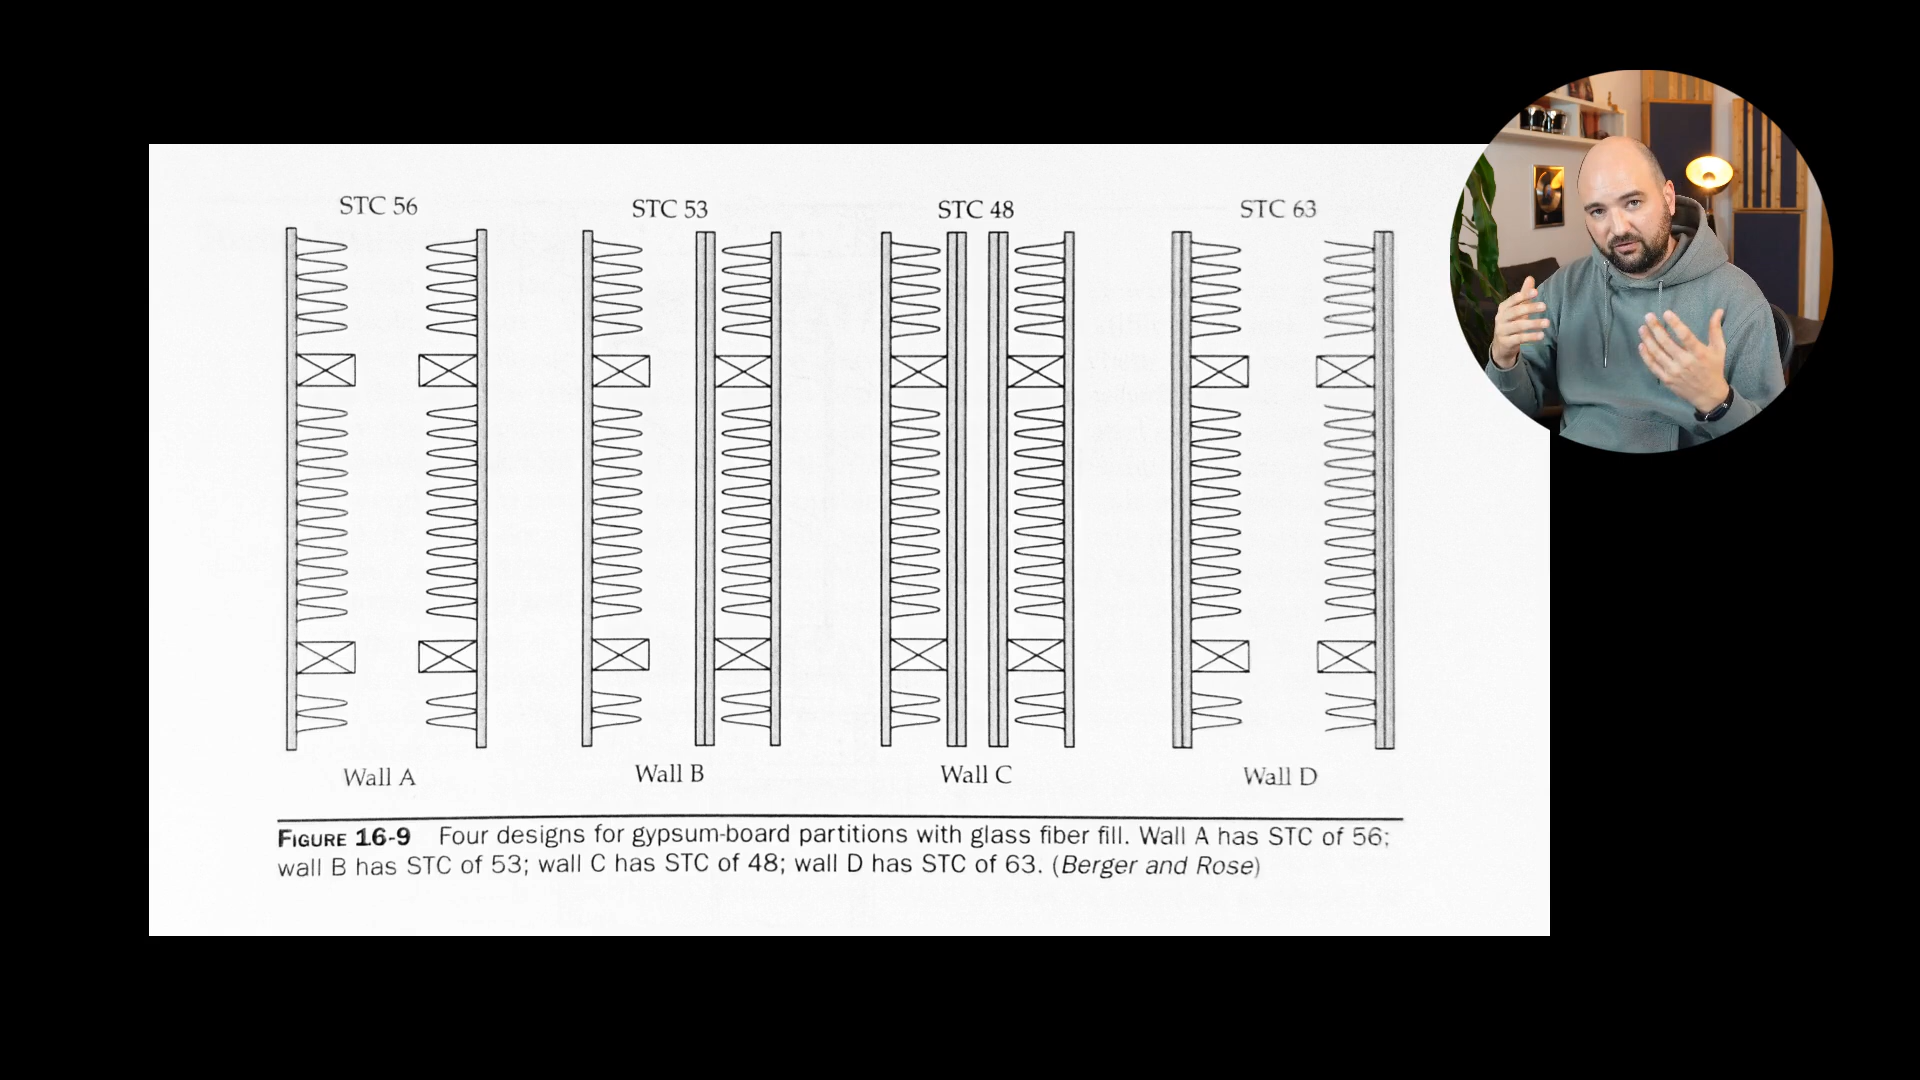 STC 56
STC 53
STC 48
STC 63
Wall A
Wall B
Wall C
Wall D
FIGURE 16-9 Four designs for gypsum-board partitions with glass fiber fill. Wall A has STC of 56;
wall B has STC of 53; wall C has STC of 48; wall D has STC of 63. (Berger and Rose)